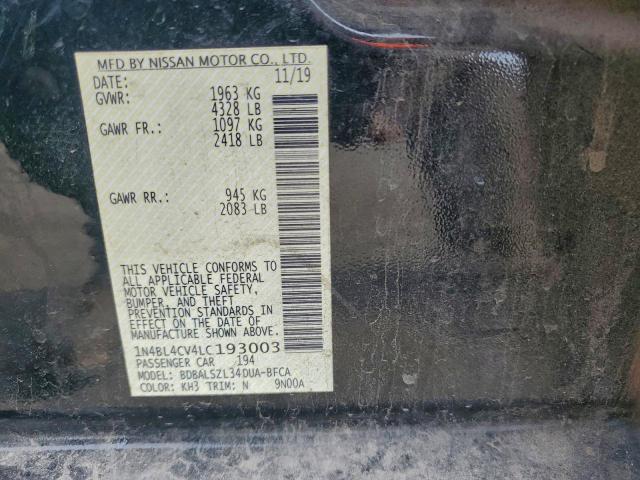 MFD BY NISSAN MOTOR CO., LTD.
DATE: 11/19
GVWR: 1963 KG
4328 LB
GAWR FR.: 1097 KG
2418 LB
GAWR RR.: 945 KG
2083 LB
THIS VEHICLE CONFORMS TO
ALL APPLICABLE FEDERAL
MOTOR VEHICLE SAFETY,
BUMPER, AND THEFT
PREVENTION STANDARDS IN
EFFECT ON THE DATE OF
MANUFACTURE SHOWN ABOVE.
1N4BL4CV4LC193003
PASSENGER CAR 194
MODEL: BDBALSZL34DUA-BFCA
COLOR: KH3 TRIM: N 9N00A